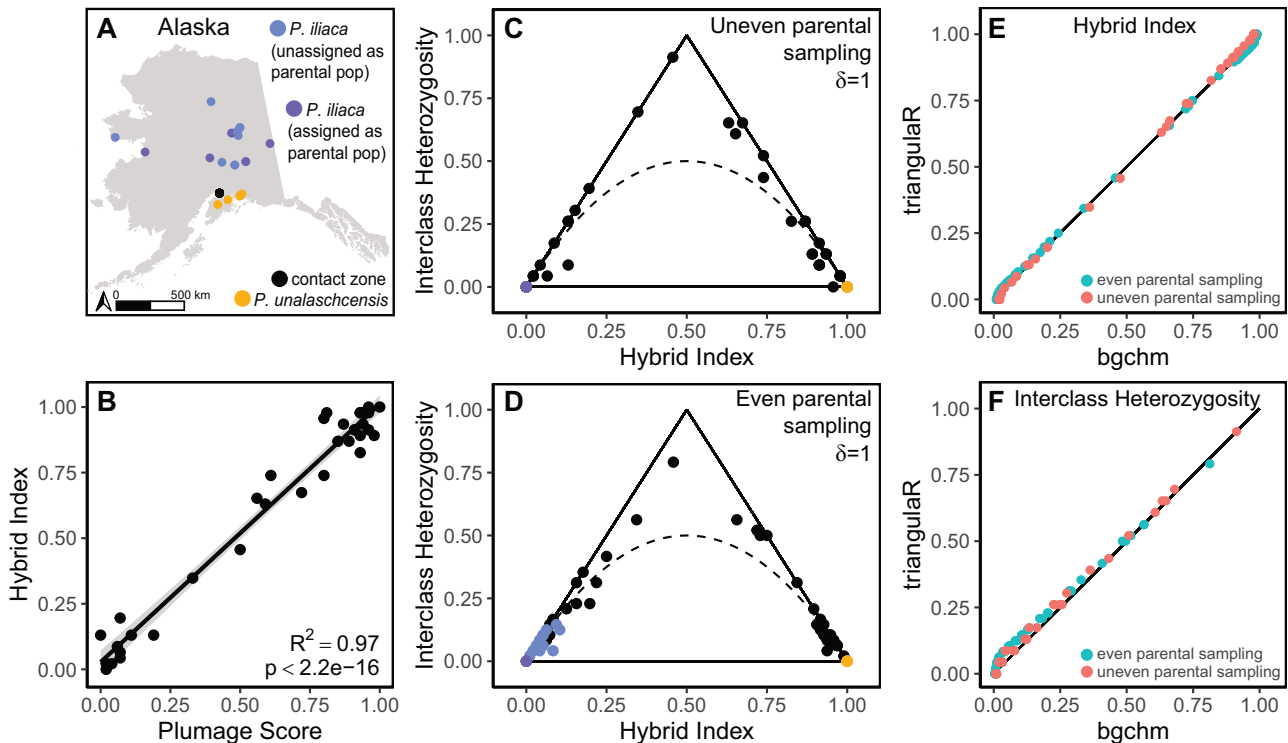 A
Alaska
P. iliaca
(unassigned as
parental pop)
P. iliaca
(assigned as
parental pop)
contact zone
P. unalaschcensis
0
500 km
B
Hybrid Index
1.00
0.75
0.50
0.25
0.00
R² = 0.97
p < 2.2e−16
0.00
0.25
0.50
0.75
1.00
Plumage Score
C
Uneven parental
sampling
δ=1
Interclass Heterozygosity
1.00
0.75
0.50
0.25
0.00
0.00
0.25
0.50
0.75
1.00
Hybrid Index
D
Even parental
sampling
δ=1
Interclass Heterozygosity
1.00
0.75
0.50
0.25
0.00
0.00
0.25
0.50
0.75
1.00
Hybrid Index
E
Hybrid Index
triangulaR
1.00
0.75
0.50
0.25
0.00
even parental sampling
uneven parental sampling
0.00
0.25
0.50
0.75
1.00
bgchm
F
Interclass Heterozygosity
triangulaR
1.00
0.75
0.50
0.25
0.00
even parental sampling
uneven parental sampling
0.00
0.25
0.50
0.75
1.00
bgchm